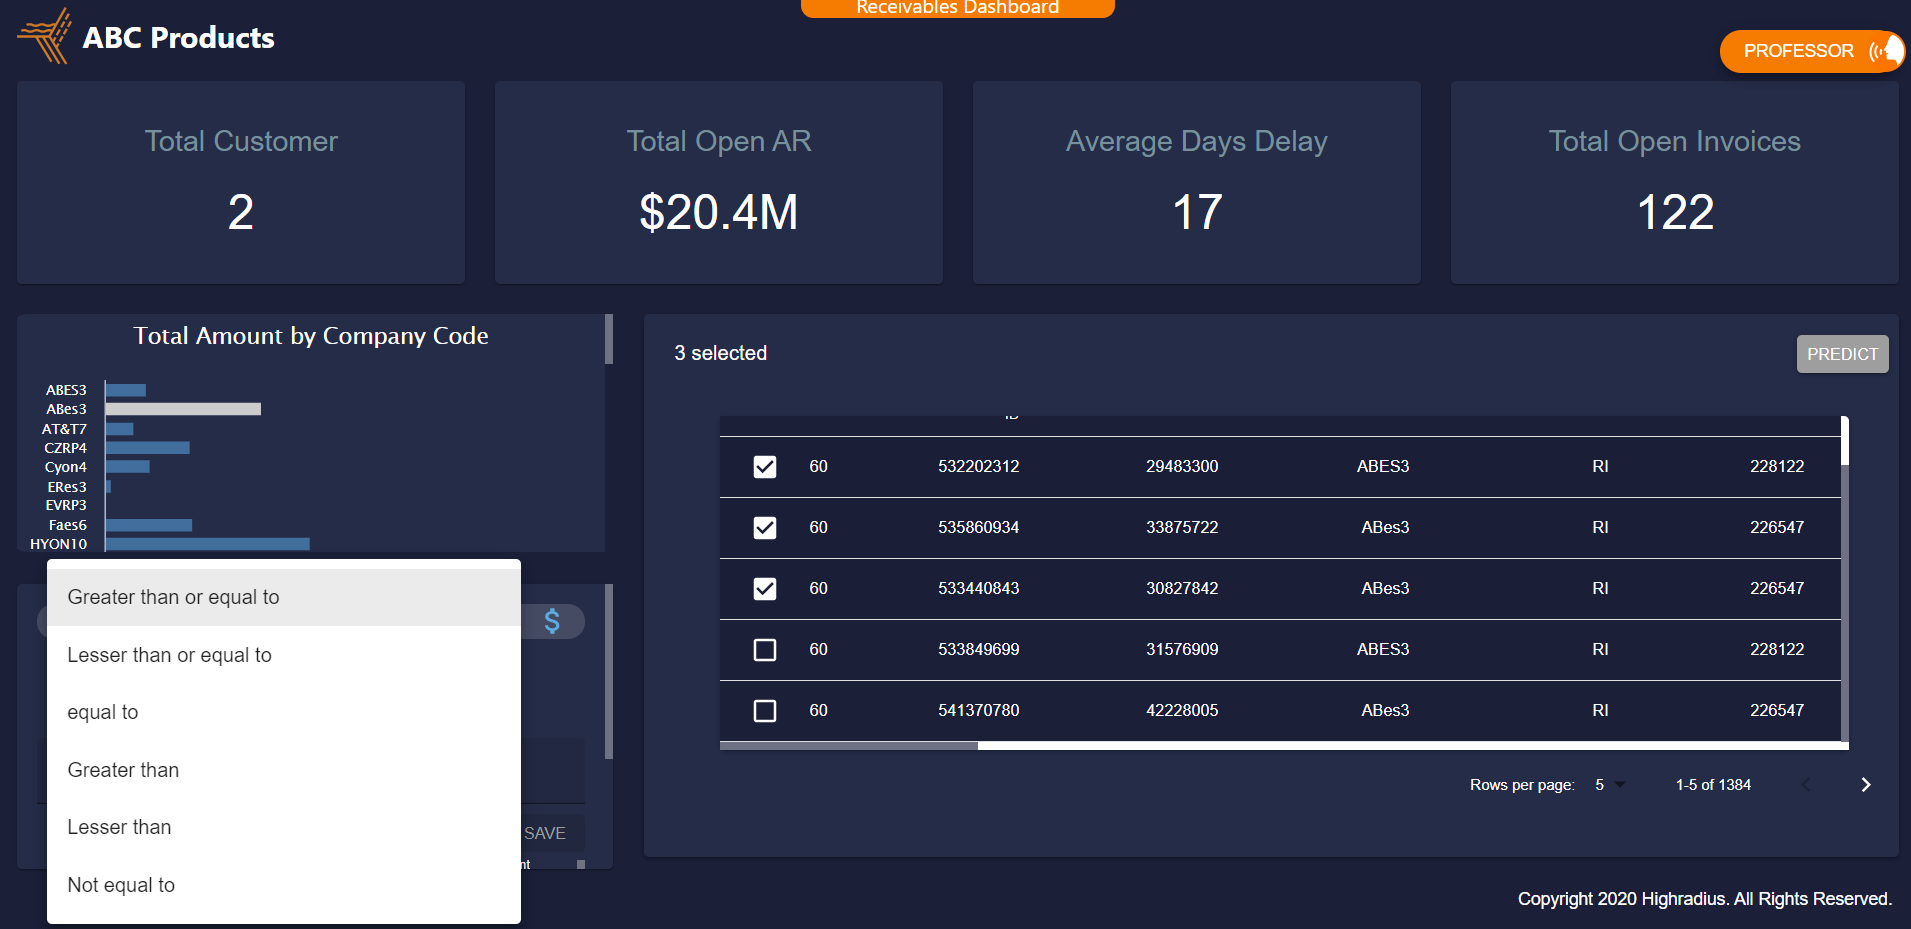 Receivables Dashboard
ABC Products
PROFESSOR
Total Customer
2
Total Open AR
$20.4M
Average Days Delay
17
Total Open Invoices
122
Total Amount by Company Code
ABES3
ABes3
AT&T7
CZRP4
Cyon4
ERes3
EVRP3
Faes6
HYON10
Greater than or equal to
Lesser than or equal to
equal to
Greater than
Lesser than
Not equal to
$
SAVE
3 selected
PREDICT
60 532202312 29483300 ABES3 RI 228122
60 535860934 33875722 ABes3 RI 226547
60 533440843 30827842 ABes3 RI 226547
60 533849699 31576909 ABES3 RI 228122
60 541370780 42228005 ABes3 RI 226547
Rows per page: 5 1-5 of 1384
Copyright 2020 Highradius. All Rights Reserved.